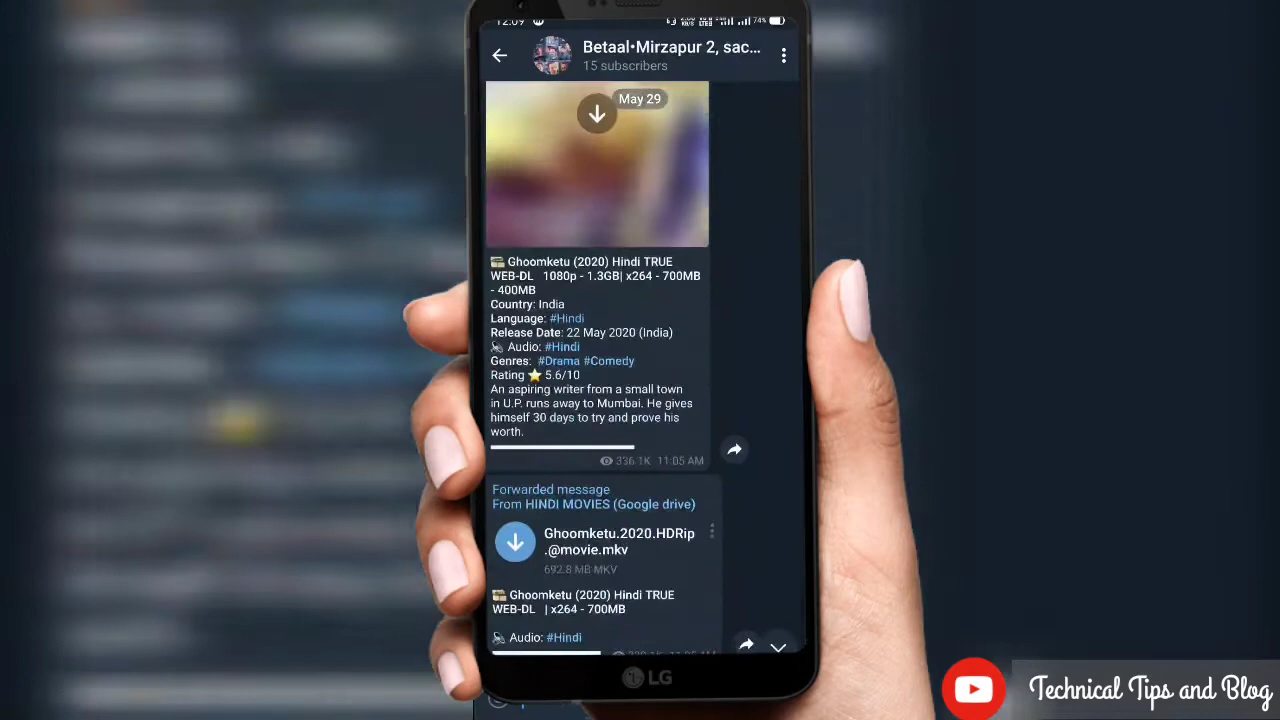 12:09
74%
Betaal•Mirzapur 2, sac...
15 subscribers
May 29
Ghoomketu (2020) Hindi TRUE
WEB-DL 1080p - 1.3GB| x264 - 700MB
- 400MB
Country: India
Language: #Hindi
Release Date: 22 May 2020 (India)
Audio: #Hindi
Genres: #Drama #Comedy
Rating ⭐ 5.6/10
An aspiring writer from a small town
in U.P. runs away to Mumbai. He gives
himself 30 days to try and prove his
worth.
336.1K 11:05 AM
Forwarded message
From HINDI MOVIES (Google drive)
Ghoomketu.2020.HDRip
.@movie.mkv
692.8 MB MKV
Ghoomketu (2020) Hindi TRUE
WEB-DL | x264 - 700MB
Audio: #Hindi
LG
Technical Tips and Blog